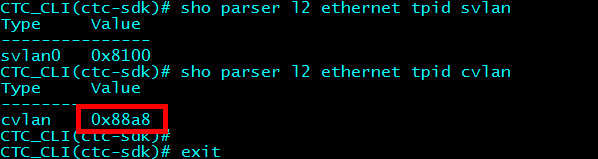 CTC_CLI(ctc-sdk)# sho parser l2 ethernet tpid svlan
Type    Value
---------------
svlan0  0x8100
CTC_CLI(ctc-sdk)# sho parser l2 ethernet tpid cvlan
Type    Value
---------------
cvlan   0x88a8
CTC_CLI(ctc-sdk)#
CTC_CLI(ctc-sdk)# exit